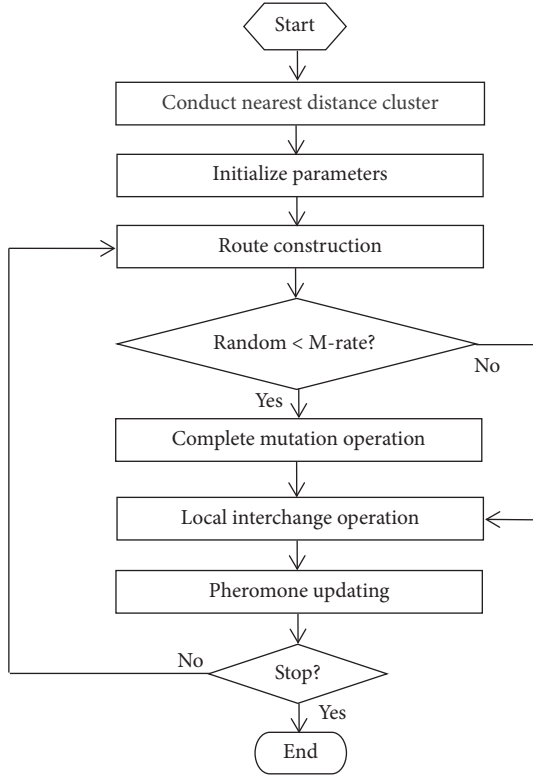 Start
Conduct nearest distance cluster
Initialize parameters
Route construction
Random < M-rate?
No
Yes
Complete mutation operation
Local interchange operation
Pheromone updating
No
Stop?
Yes
End